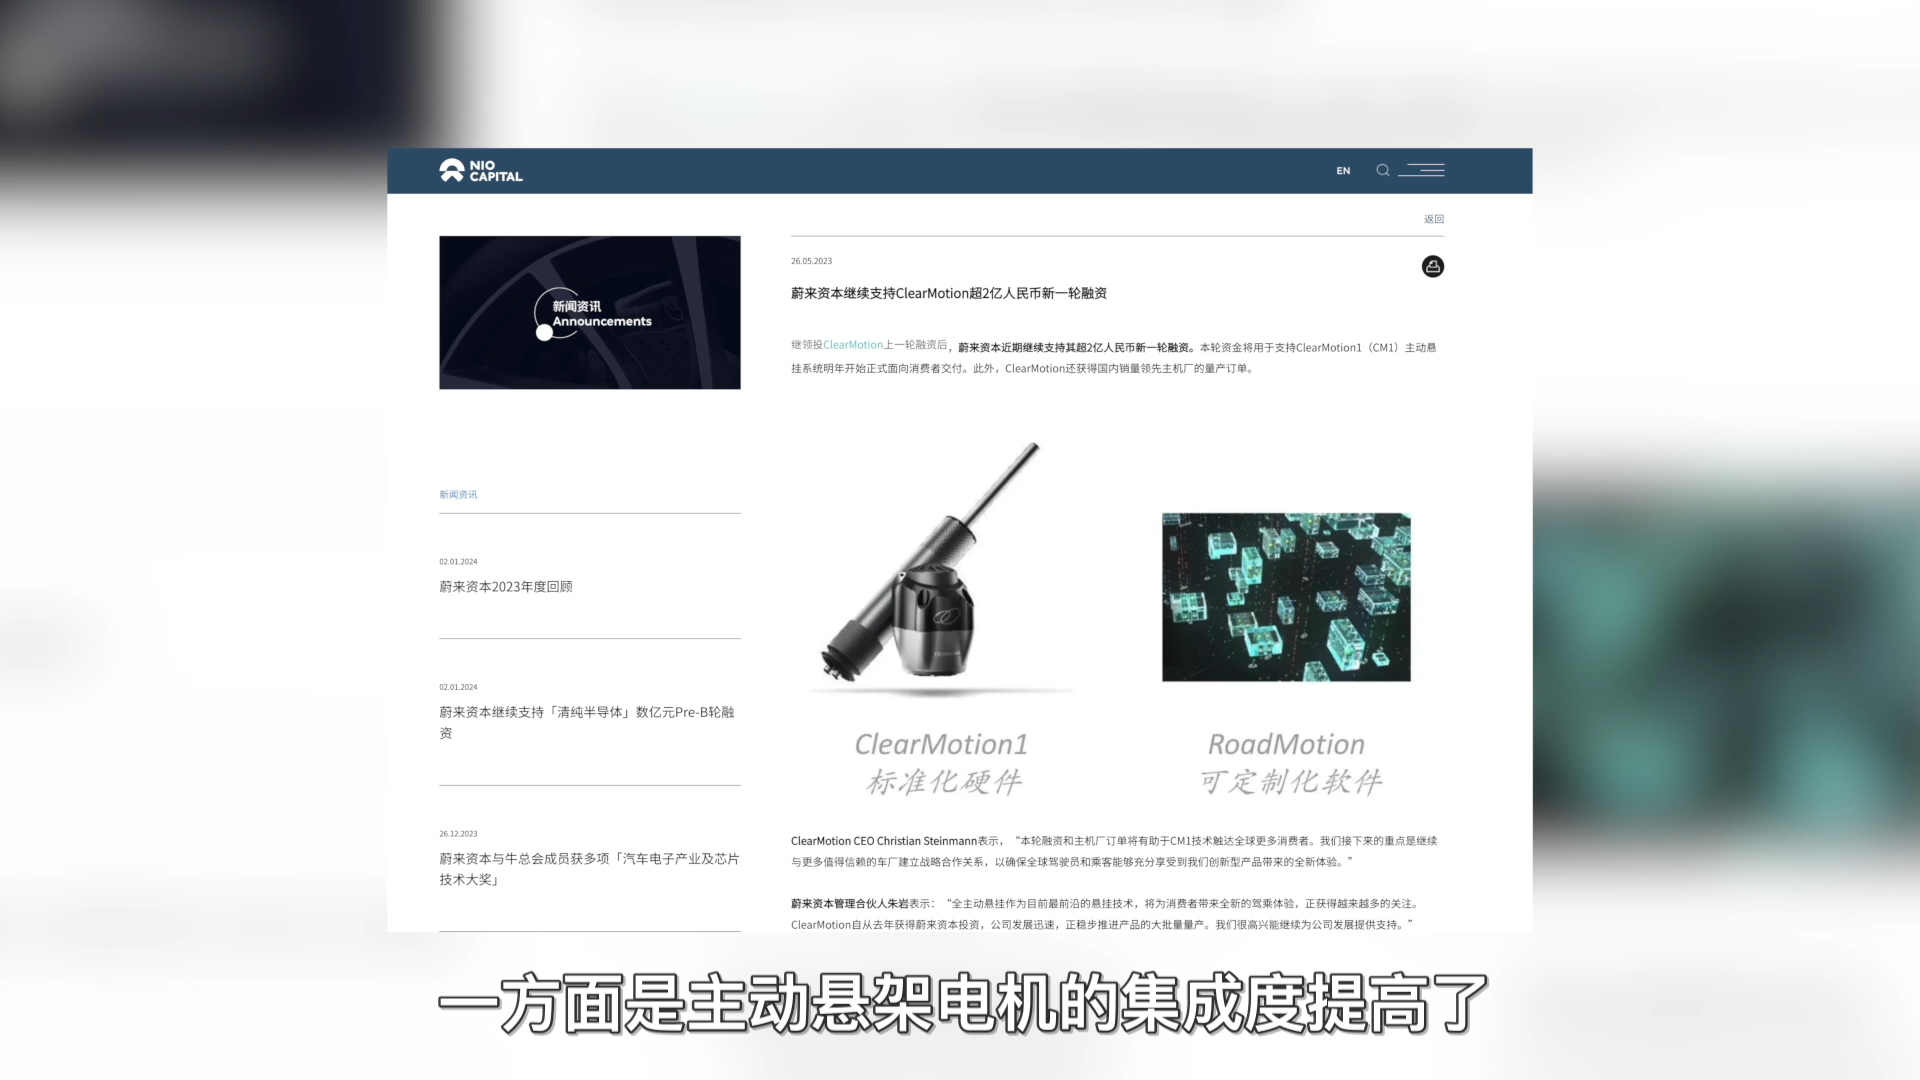 NIO
CAPITAL
EN
返回
新闻资讯
Announcements
26.05.2023
蔚来资本继续支持ClearMotion超2亿人民币新一轮融资
继领投ClearMotion上一轮融资后，蔚来资本近期继续支持其超2亿人民币新一轮融资。本轮资金将用于支持ClearMotion1（CM1）主动悬
挂系统明年开始正式面向消费者交付。此外，ClearMotion还获得国内销量领先主机厂的量产订单。
新闻资讯
02.01.2024
蔚来资本2023年度回顾
02.01.2024
蔚来资本继续支持「清纯半导体」数亿元Pre-B轮融
资
26.12.2023
蔚来资本与牛总会成员获多项「汽车电子产业及芯片
技术大奖」
ClearMotion1
标准化硬件
RoadMotion
可定制化软件
ClearMotion CEO Christian Steinmann表示，“本轮融资和主机厂订单将有助于CM1技术触达全球更多消费者。我们接下来的重点是继续
与更多值得信赖的车厂建立战略合作关系，以确保全球驾驶员和乘客能够充分享受到我们创新型产品带来的全新体验。”
蔚来资本管理合伙人朱岩表示：“全主动悬挂作为目前最前沿的悬挂技术，将为消费者带来全新的驾乘体验，正获得越来越多的关注。
ClearMotion自从去年获得蔚来资本投资，公司发展迅速，正稳步推进产品的大批量量产。我们很高兴能继续为公司发展提供支持。”
一方面是主动悬架电机的集成度提高了